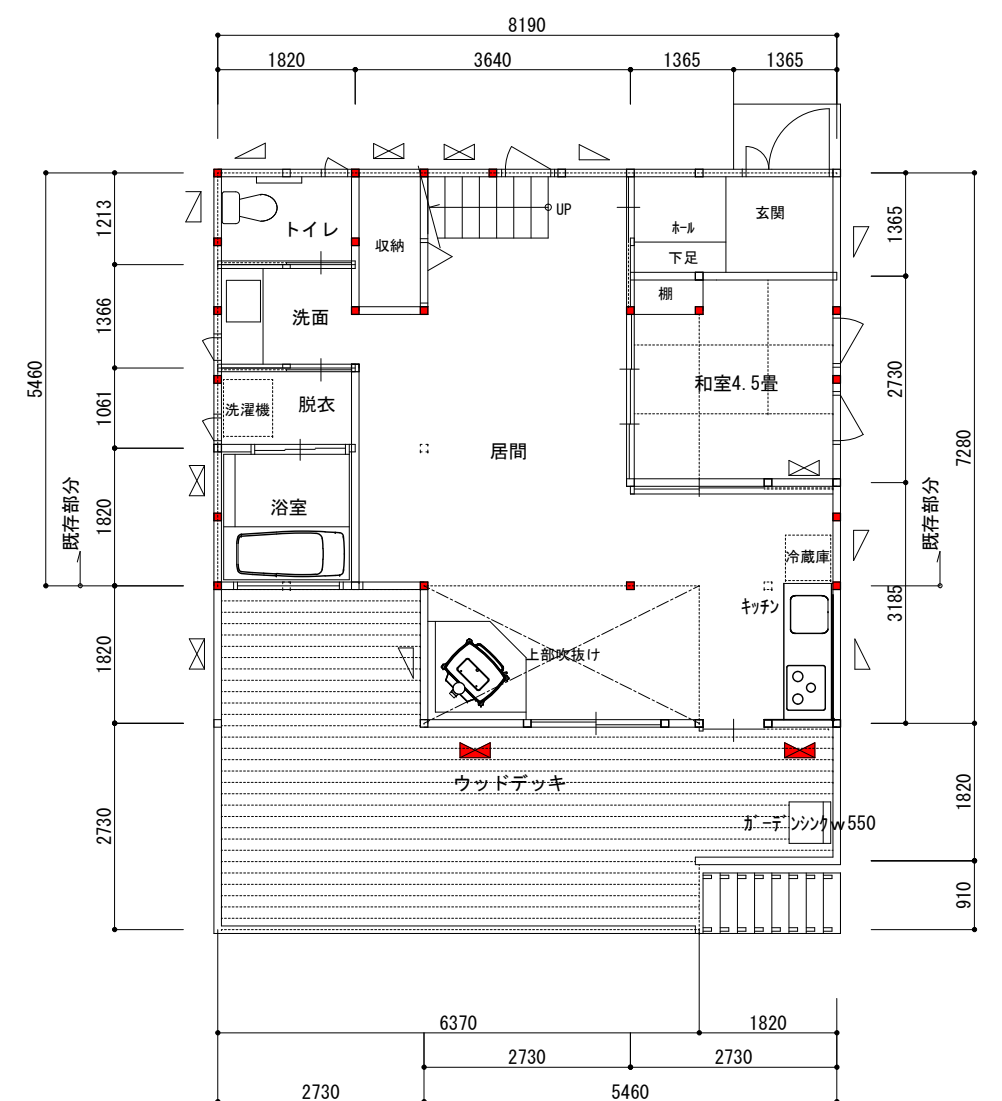 8190
1820
3640
1365
1365
1213
1366
1061
1820
1820
2730
5460
既存部分
トイレ
収納
UP
ホール
玄関
下足
棚
洗面
和室4.5畳
洗濯機
脱衣
居間
浴室
冷蔵庫
キッチン
上部吹抜け
ウッドデッキ
ガーデンシンクw550
1365
2730
3185
7280
既存部分
1820
910
6370
1820
2730
2730
2730
5460